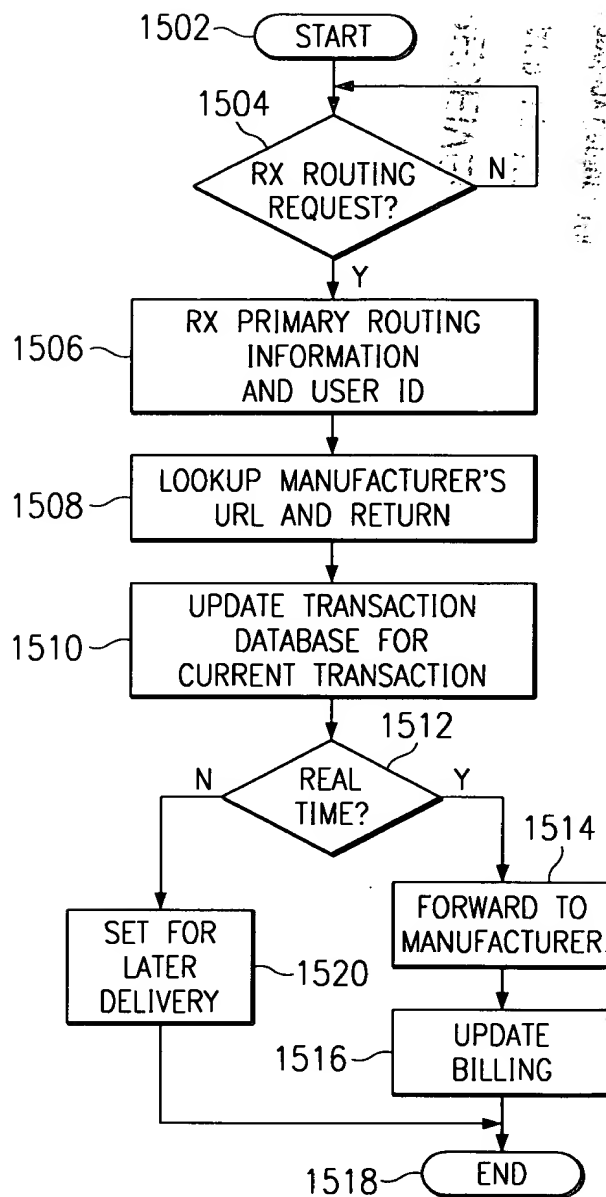 1502
START
1504
RX ROUTING
REQUEST?
N
Y
1506
RX PRIMARY ROUTING
INFORMATION
AND USER ID
1508
LOOKUP MANUFACTURER'S
URL AND RETURN
1510
UPDATE TRANSACTION
DATABASE FOR
CURRENT TRANSACTION
1512
N
REAL
TIME?
Y
1514
SET FOR
LATER
DELIVERY
1520
FORWARD TO
MANUFACTURER
1516
UPDATE
BILLING
1518
END